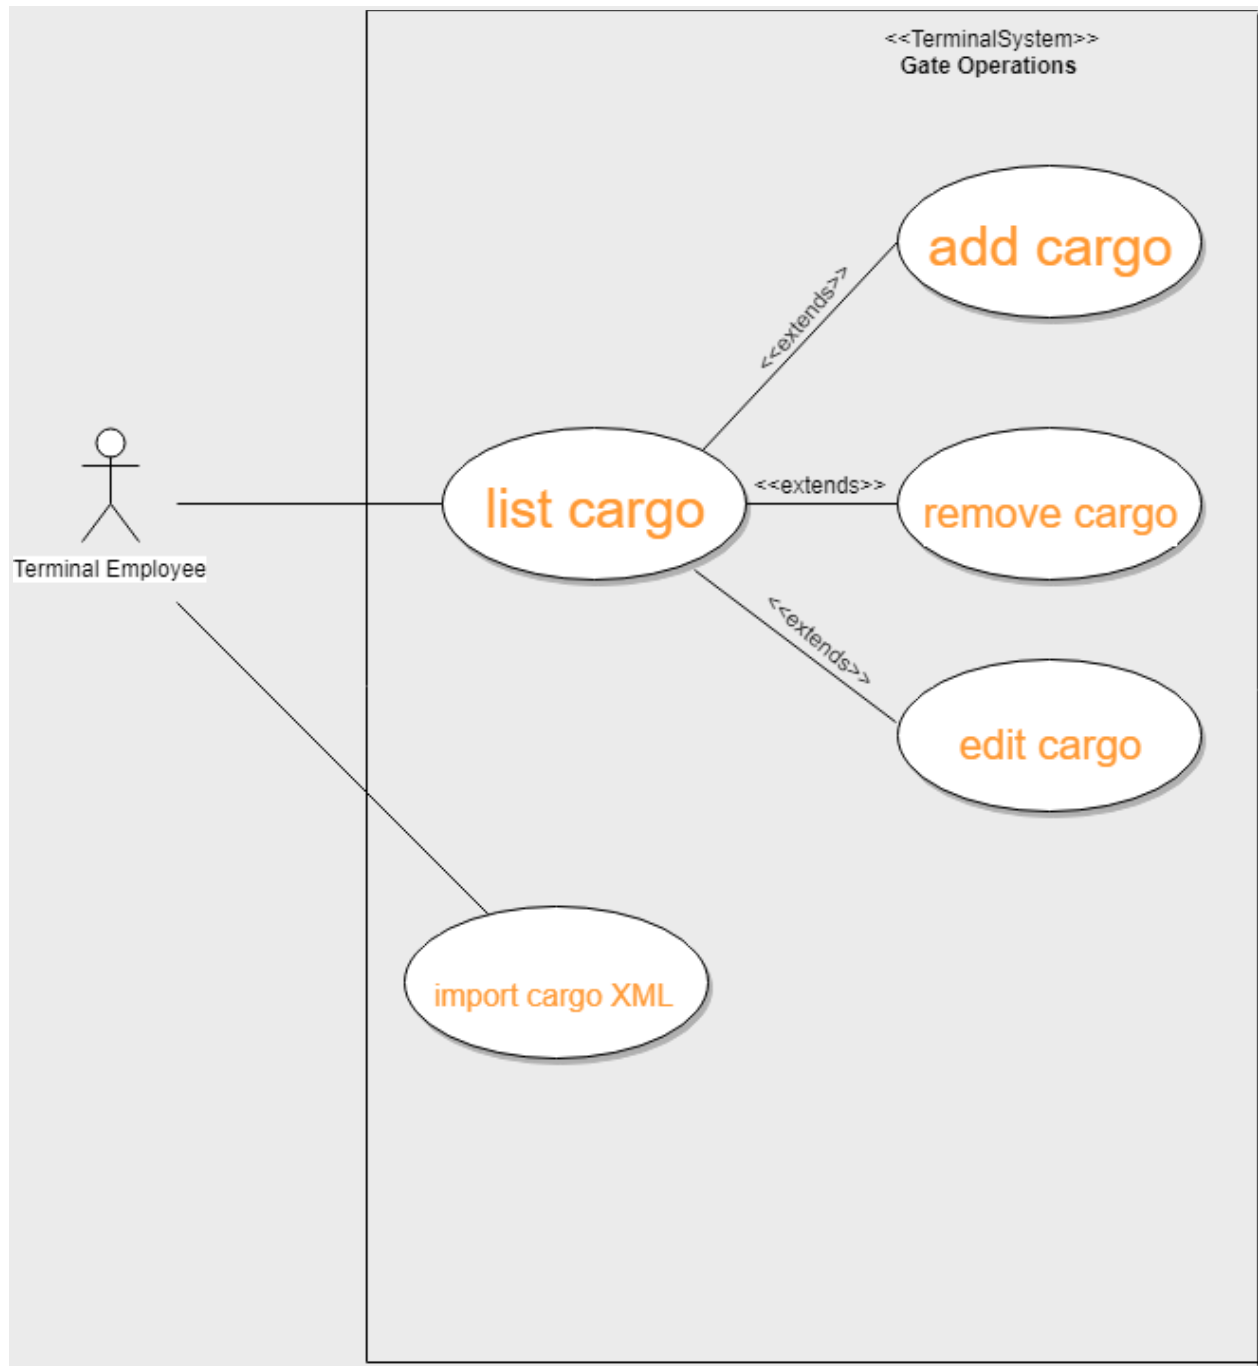 <<TerminalSystem>>
Gate Operations
add cargo
<<extends>>
list cargo
<<extends>>
remove cargo
Terminal Employee
<<extends>>
edit cargo
import cargo XML